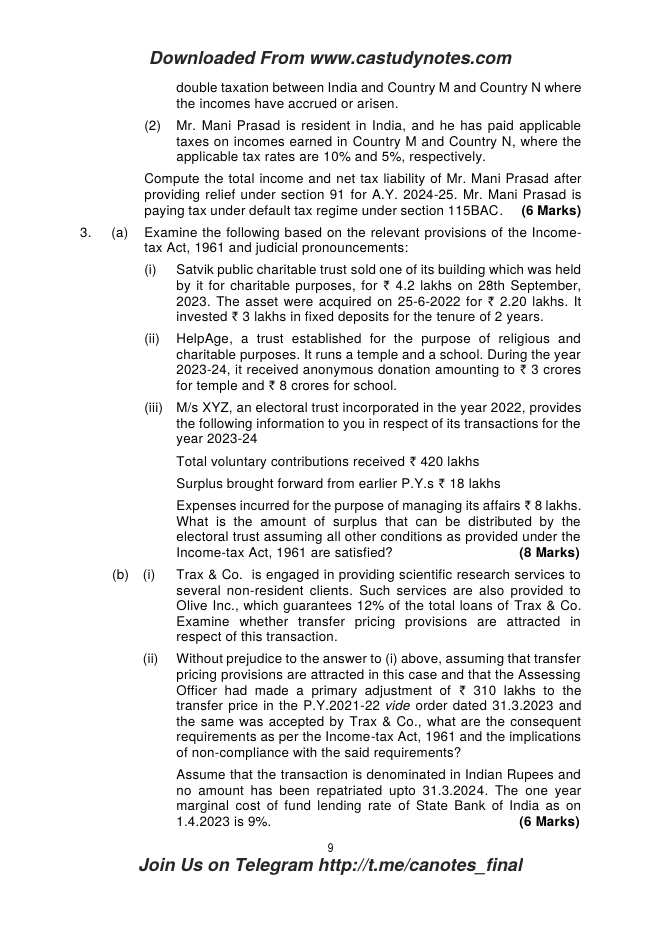 Downloaded From www.castudynotes.com
double taxation between India and Country M and Country N where
the incomes have accrued or arisen.
(2) Mr. Mani Prasad is resident in India, and he has paid applicable
taxes on incomes earned in Country M and Country N, where the
applicable tax rates are 10% and 5%, respectively.
Compute the total income and net tax liability of Mr. Mani Prasad after
providing relief under section 91 for A.Y. 2024-25. Mr. Mani Prasad is
paying tax under default tax regime under section 115BAC. (6 Marks)
3. (a) Examine the following based on the relevant provisions of the Income-
tax Act, 1961 and judicial pronouncements:
(i) Satvik public charitable trust sold one of its building which was held
by it for charitable purposes, for ₹ 4.2 lakhs on 28th September,
2023. The asset were acquired on 25-6-2022 for ₹ 2.20 lakhs. It
invested ₹ 3 lakhs in fixed deposits for the tenure of 2 years.
(ii) HelpAge, a trust established for the purpose of religious and
charitable purposes. It runs a temple and a school. During the year
2023-24, it received anonymous donation amounting to ₹ 3 crores
for temple and ₹ 8 crores for school.
(iii) M/s XYZ, an electoral trust incorporated in the year 2022, provides
the following information to you in respect of its transactions for the
year 2023-24
Total voluntary contributions received ₹ 420 lakhs
Surplus brought forward from earlier P.Y.s ₹ 18 lakhs
Expenses incurred for the purpose of managing its affairs ₹ 8 lakhs.
What is the amount of surplus that can be distributed by the
electoral trust assuming all other conditions as provided under the
Income-tax Act, 1961 are satisfied? (8 Marks)
(b) (i) Trax & Co. is engaged in providing scientific research services to
several non-resident clients. Such services are also provided to
Olive Inc., which guarantees 12% of the total loans of Trax & Co.
Examine whether transfer pricing provisions are attracted in
respect of this transaction.
(ii) Without prejudice to the answer to (i) above, assuming that transfer
pricing provisions are attracted in this case and that the Assessing
Officer had made a primary adjustment of ₹ 310 lakhs to the
transfer price in the P.Y.2021-22 vide order dated 31.3.2023 and
the same was accepted by Trax & Co., what are the consequent
requirements as per the Income-tax Act, 1961 and the implications
of non-compliance with the said requirements?
Assume that the transaction is denominated in Indian Rupees and
no amount has been repatriated upto 31.3.2024. The one year
marginal cost of fund lending rate of State Bank of India as on
1.4.2023 is 9%. (6 Marks)
9
Join Us on Telegram http://t.me/canotes_final